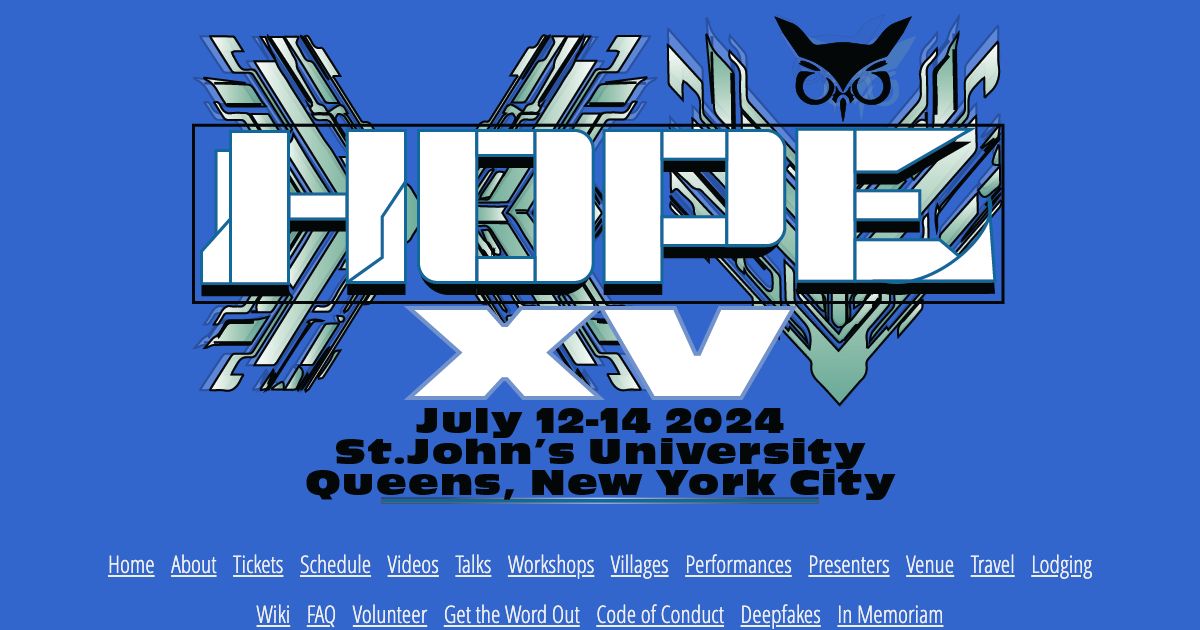 HOPE
XV
July 12-14 2024
St.John's University
Queens, New York City
Home About Tickets Schedule Videos Talks Workshops Villages Performances Presenters Venue Travel Lodging
Wiki FAQ Volunteer Get the Word Out Code of Conduct Deepfakes In Memoriam